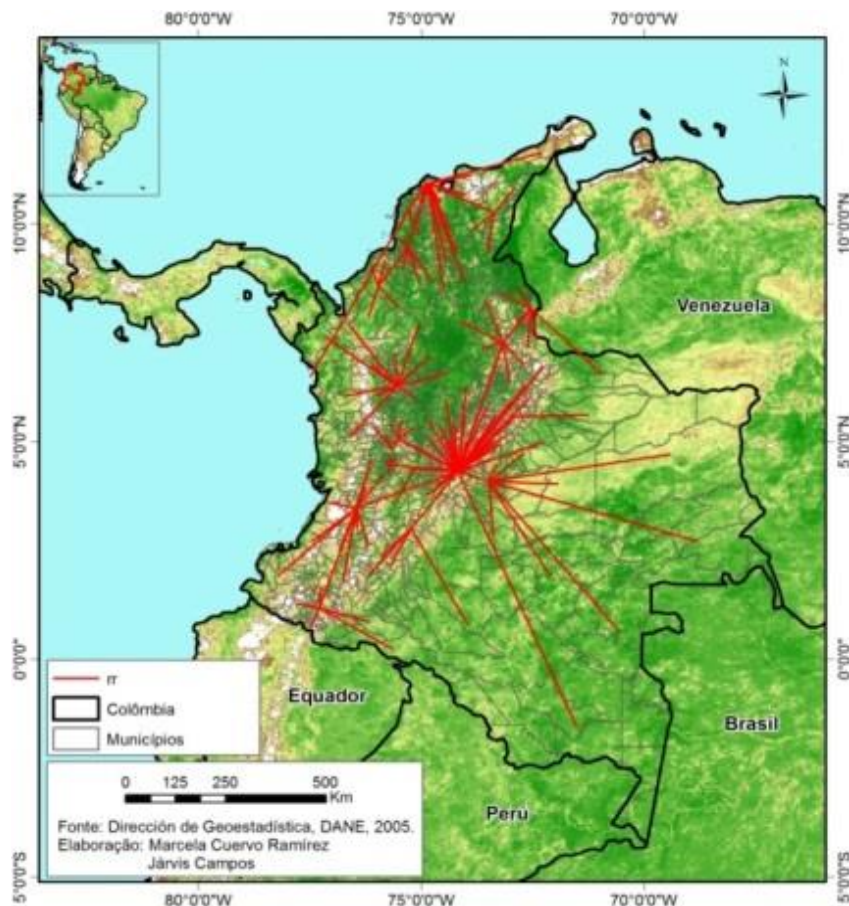 80°0'0"W 75°0'0"W 70°0'0"W
N
10°0'0"N 10°0'0"N
Venezuela
5°0'0"N 5°0'0"N
0°0'0" 0°0'0"
rr
Colômbia
Municípios
Equador
Brasil
Perú
0 125 250 500
Km
Fonte: Dirección de Geoestadística, DANE, 2005.
Elaboração: Marcela Cuervo Ramírez
Járvis Campos
5°0'0"S 5°0'0"S
80°0'0"W 75°0'0"W 70°0'0"W